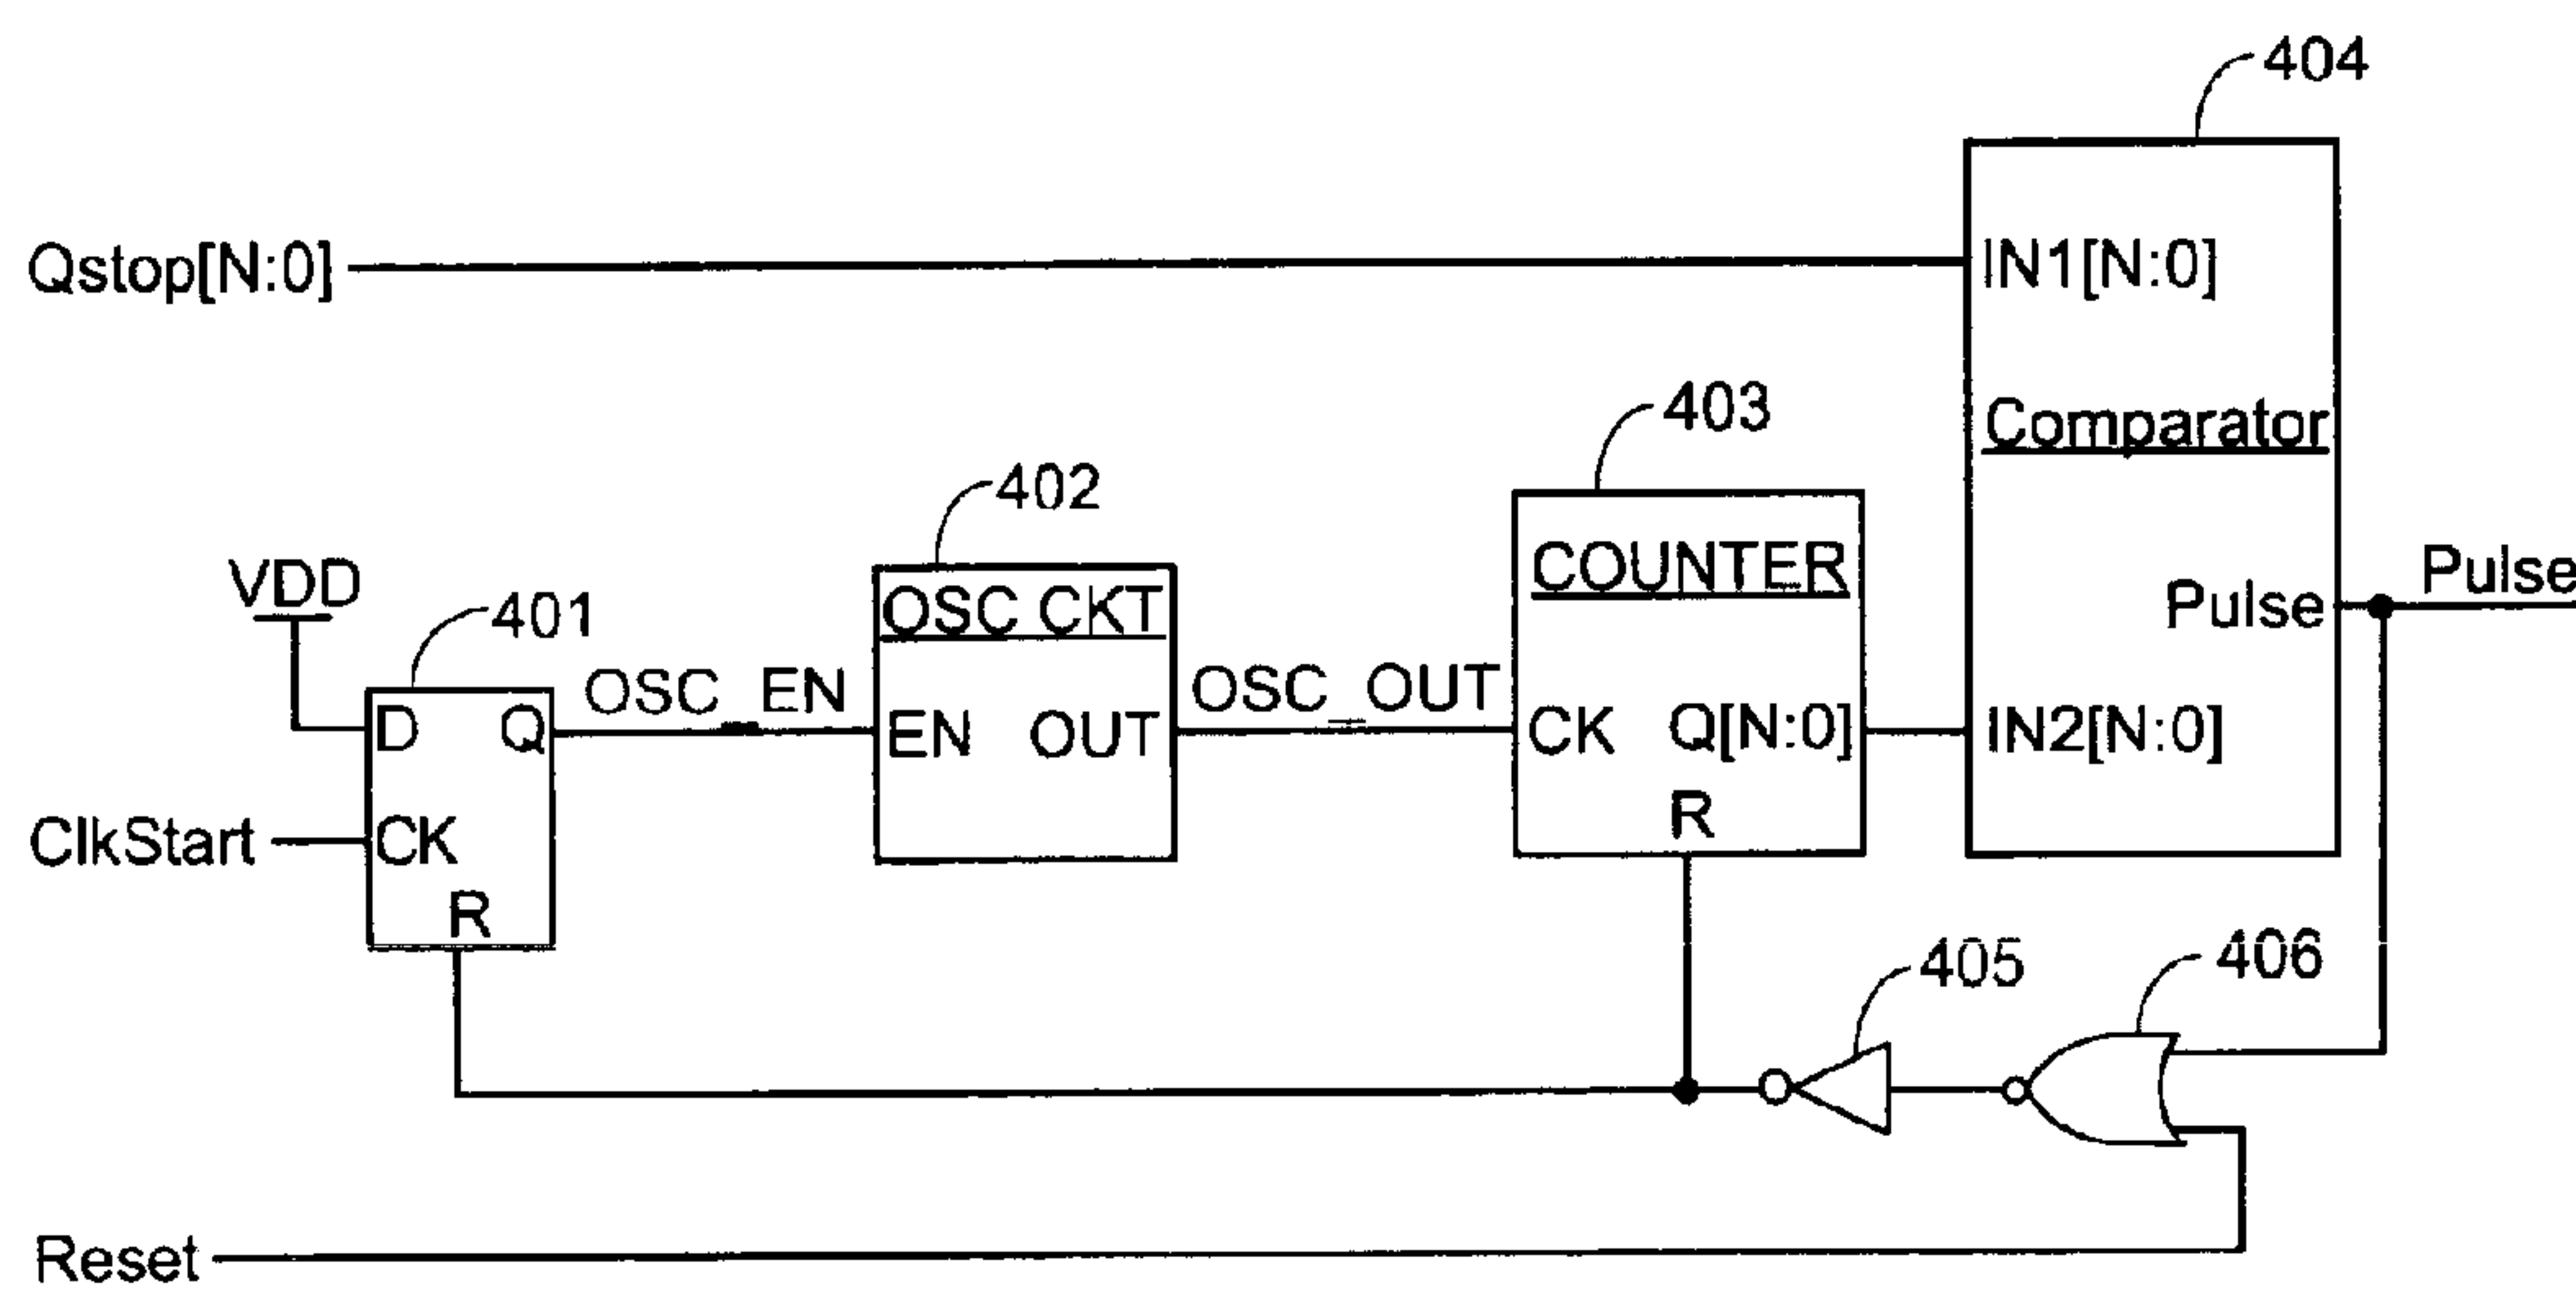 404
Qstop[N:0]
IN1[N:0]
403
Comparator
402
COUNTER
VDD
401
OSC CKT
Pulse
Pulse
OSC_EN
OSC_OUT
D
Q
EN
OUT
CK
Q[N:0]
IN2[N:0]
ClkStart
CK
R
R
405
406
Reset